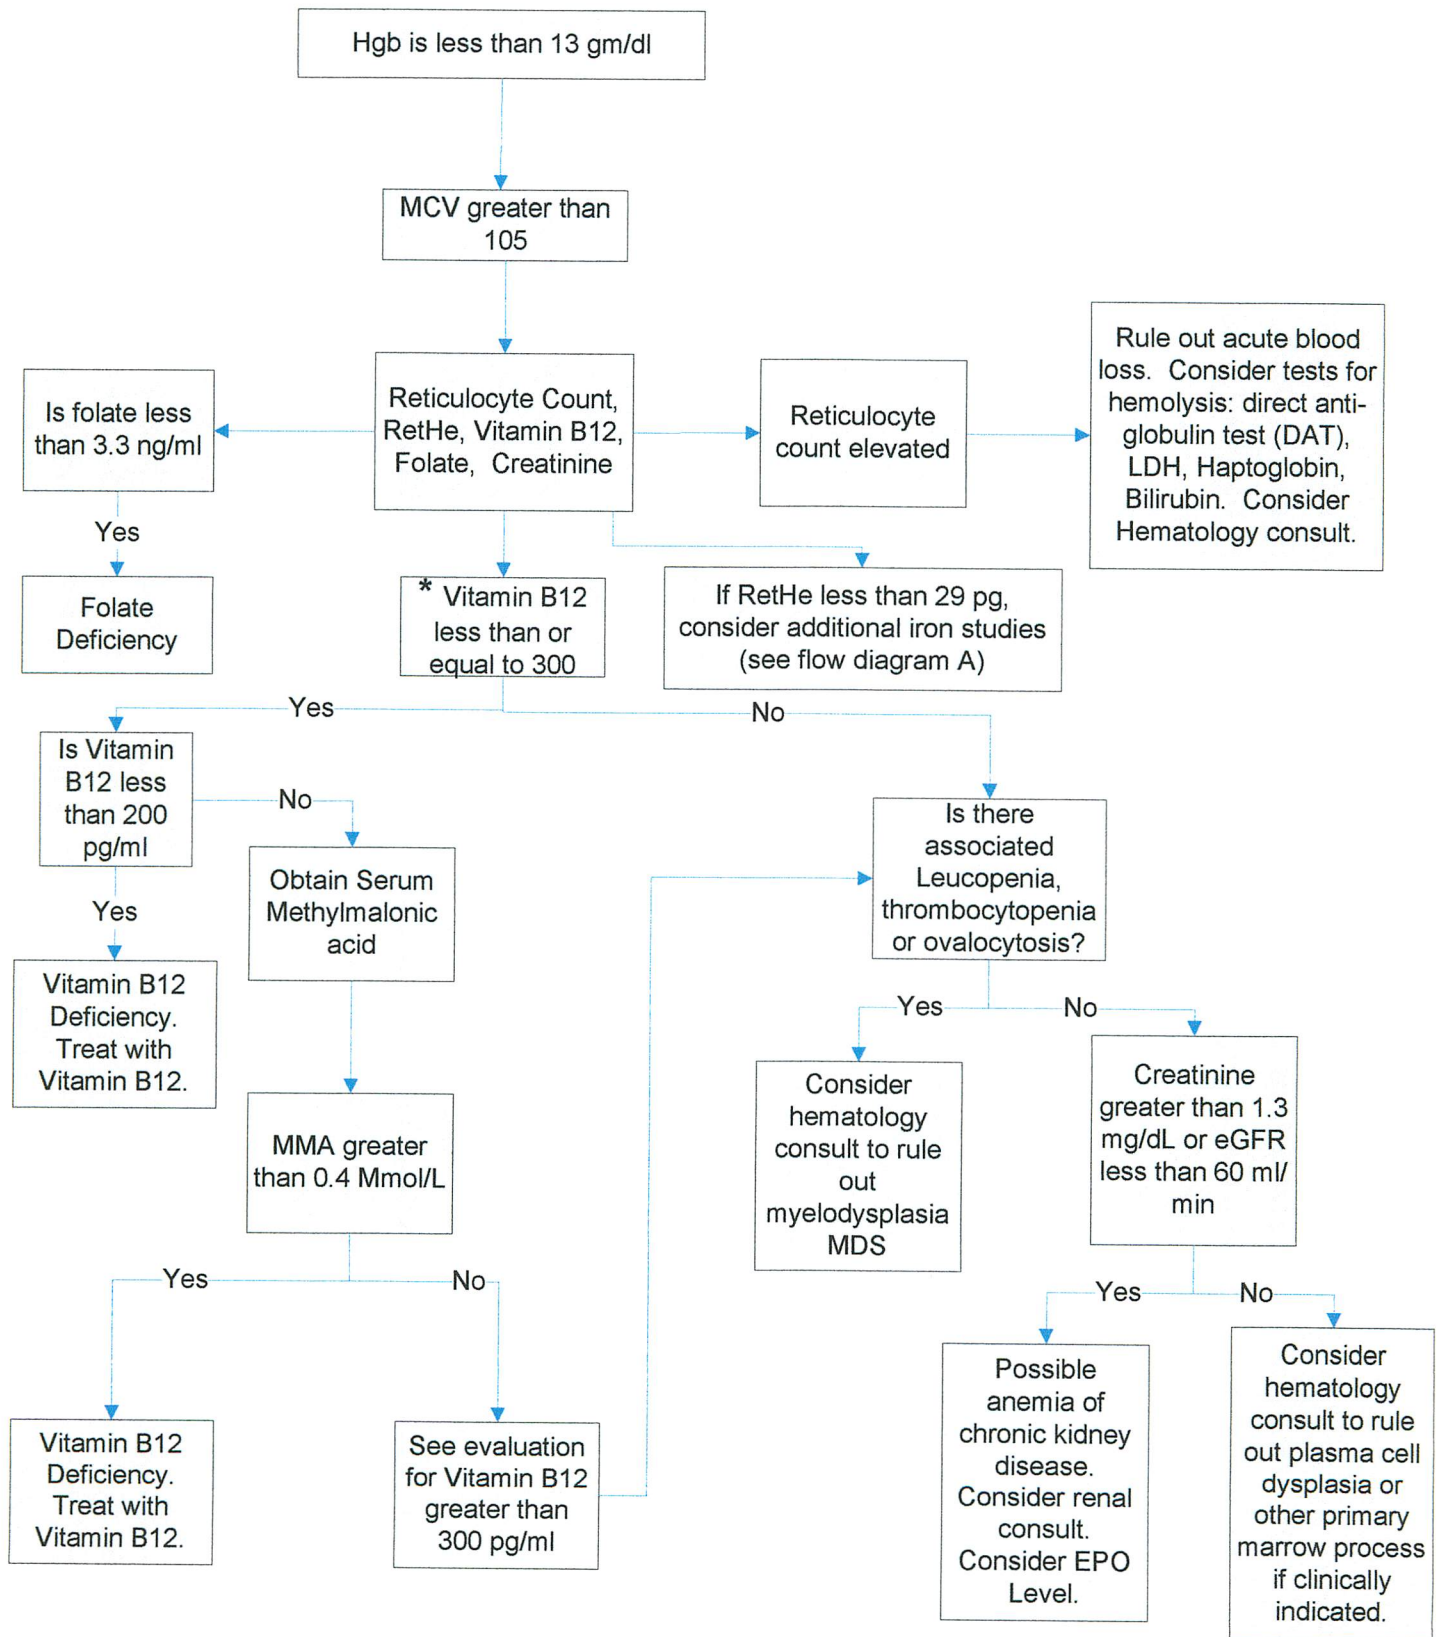 Hgb is less than 13 gm/dl
MCV greater than
105
Is folate less
than 3.3 ng/ml
Reticulocyte Count,
RetHe, Vitamin B12,
Folate, Creatinine
Reticulocyte
count elevated
Rule out acute blood
loss. Consider tests for
hemolysis: direct anti-
globulin test (DAT),
LDH, Haptoglobin,
Bilirubin. Consider
Hematology consult.
Yes
Folate
Deficiency
* Vitamin B12
less than or
equal to 300
If RetHe less than 29 pg,
consider additional iron studies
(see flow diagram A)
Yes
No
Is Vitamin
B12 less
than 200
pg/ml
No
Yes
Obtain Serum
Methylmalonic
acid
Is there
associated
Leucopenia,
thrombocytopenia
or ovalocytosis?
Vitamin B12
Deficiency.
Treat with
Vitamin B12.
Yes
No
MMA greater
than 0.4 Mmol/L
Consider
hematology
consult to rule
out
myelodysplasia
MDS
Creatinine
greater than 1.3
mg/dL or eGFR
less than 60 ml/
min
Yes
No
Yes
No
Vitamin B12
Deficiency.
Treat with
Vitamin B12.
See evaluation
for Vitamin B12
greater than
300 pg/ml
Possible
anemia of
chronic kidney
disease.
Consider renal
consult.
Consider EPO
Level.
Consider
hematology
consult to rule
out plasma cell
dysplasia or
other primary
marrow process
if clinically
indicated.